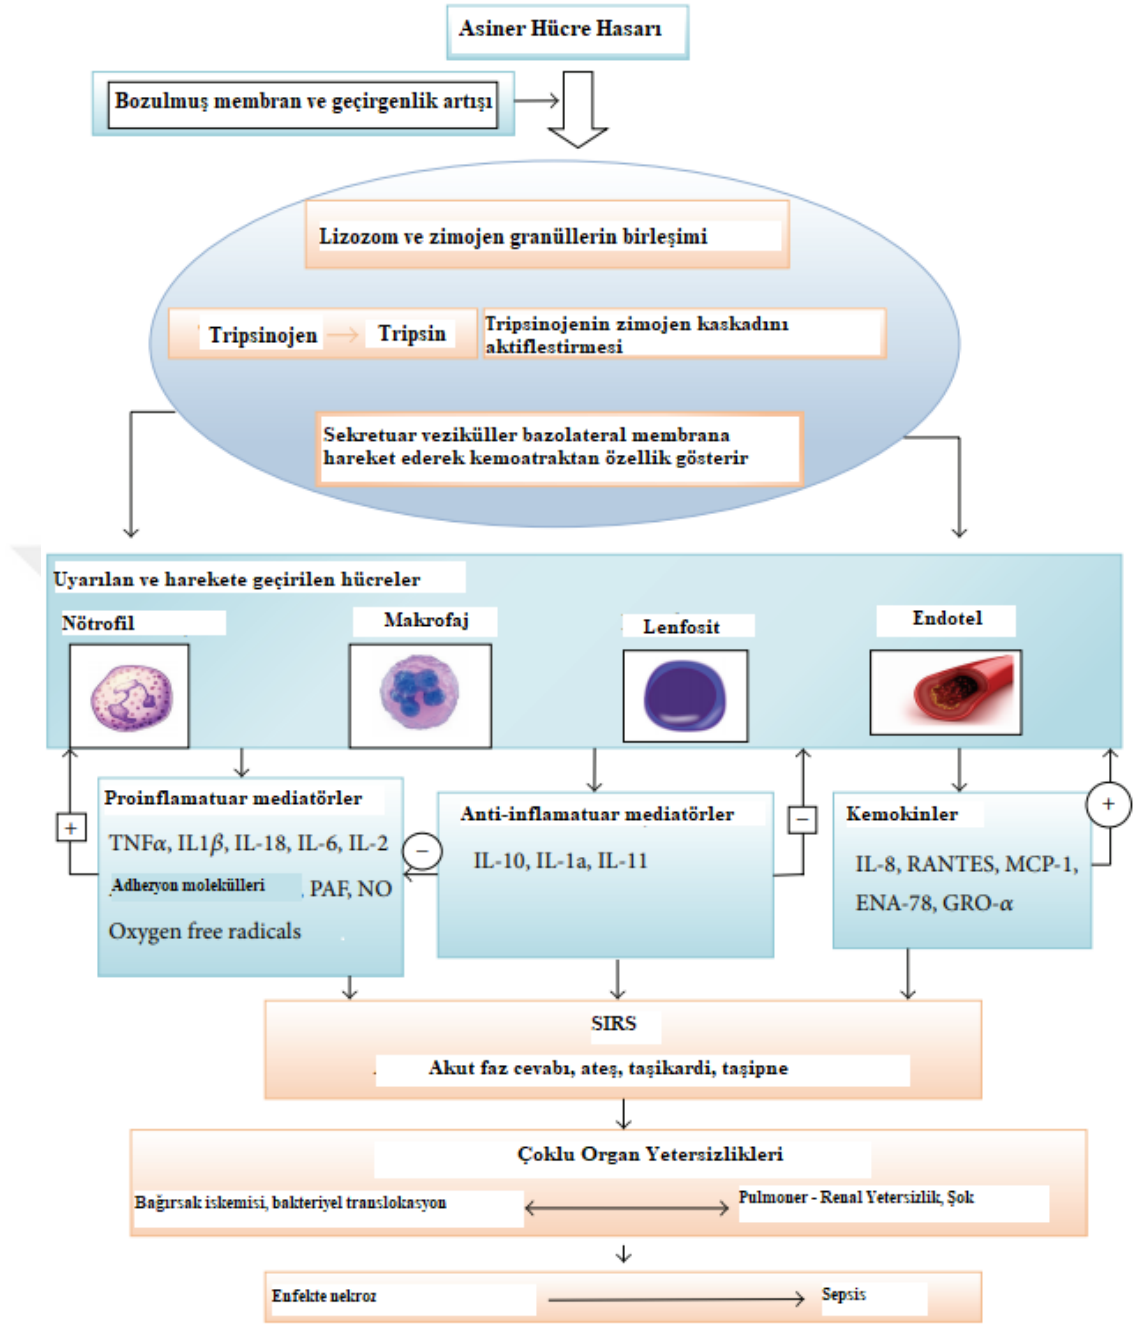 Asiner Hücre Hasarı
Bozulmuş membran ve geçirgenlik artışı
Lizozom ve zimojen granüllerin birleşimi
Tripsinojen
Tripsin
Tripsinojenin zimojen kaskadını
aktiflestirmesi
Sekretuar veziküller bazolateral membrana
hareket ederek kemoatraktan özellik gösterir
Uyarılan ve harekete geçirilen hücreler
Nötrofil
Makrofaj
Lenfosit
Endotel
Proinflamatuar mediatörler
TNFα, IL1β, IL-18, IL-6, IL-2
Adheryon molekülleri , PAF, NO
Oxygen free radicals
+
−
Anti-inflamatuar mediatörler
IL-10, IL-1a, IL-11
−
Kemokinler
IL-8, RANTES, MCP-1,
ENA-78, GRO-α
+
SIRS
Akut faz cevabı, ateş, taşikardi, taşipne
Çoklu Organ Yetersizlikleri
Bağırsak iskemisi, bakteriyel translokasyon
Pulmoner - Renal Yetersizlik, Şok
Enfekte nekroz
Sepsis